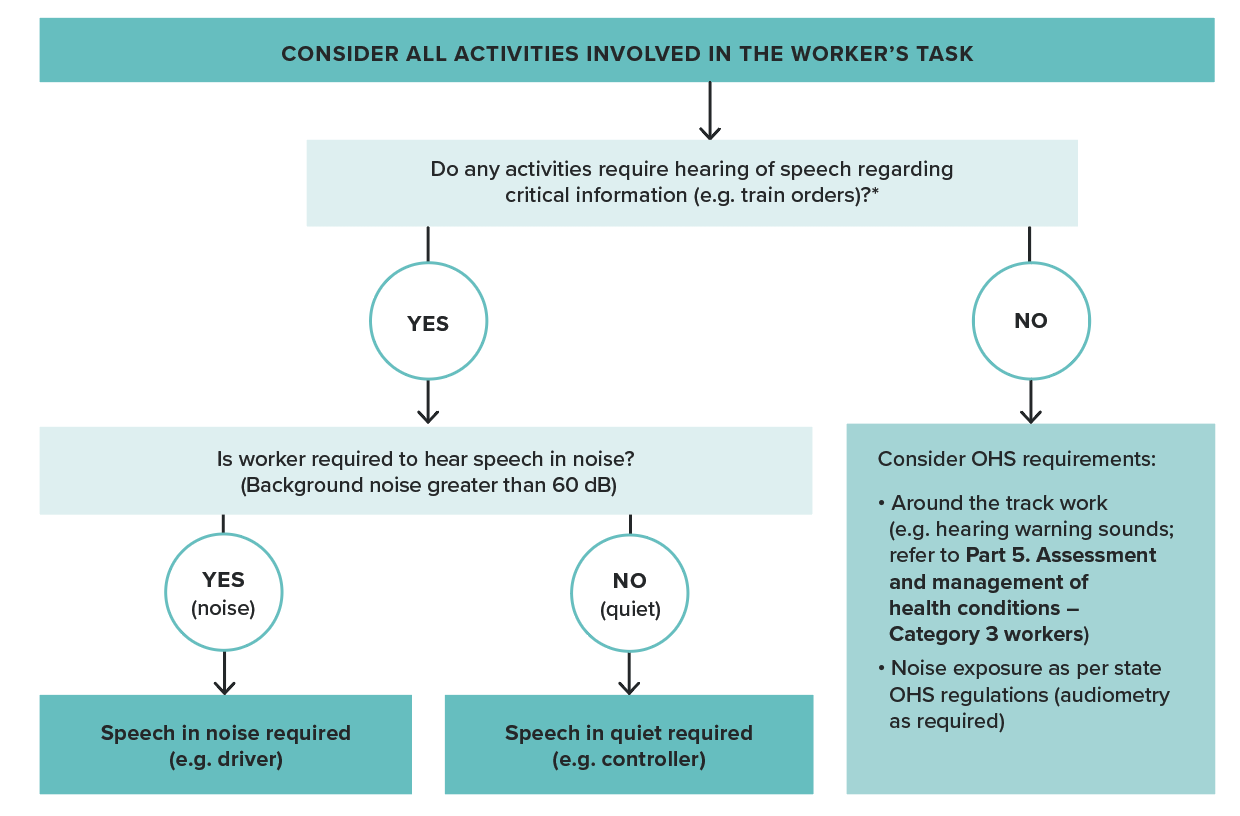 CONSIDER ALL ACTIVITIES INVOLVED IN THE WORKER’S TASK
Do any activities require hearing of speech regarding
critical information (e.g. train orders)?*
YES
NO
Is worker required to hear speech in noise?
(Background noise greater than 60 dB)
YES
(noise)
NO
(quiet)
Speech in noise required
(e.g. driver)
Speech in quiet required
(e.g. controller)
Consider OHS requirements:
• Around the track work
(e.g. hearing warning sounds;
refer to Part 5. Assessment
and management of
health conditions –
Category 3 workers)
• Noise exposure as per state
OHS regulations (audiometry
as required)